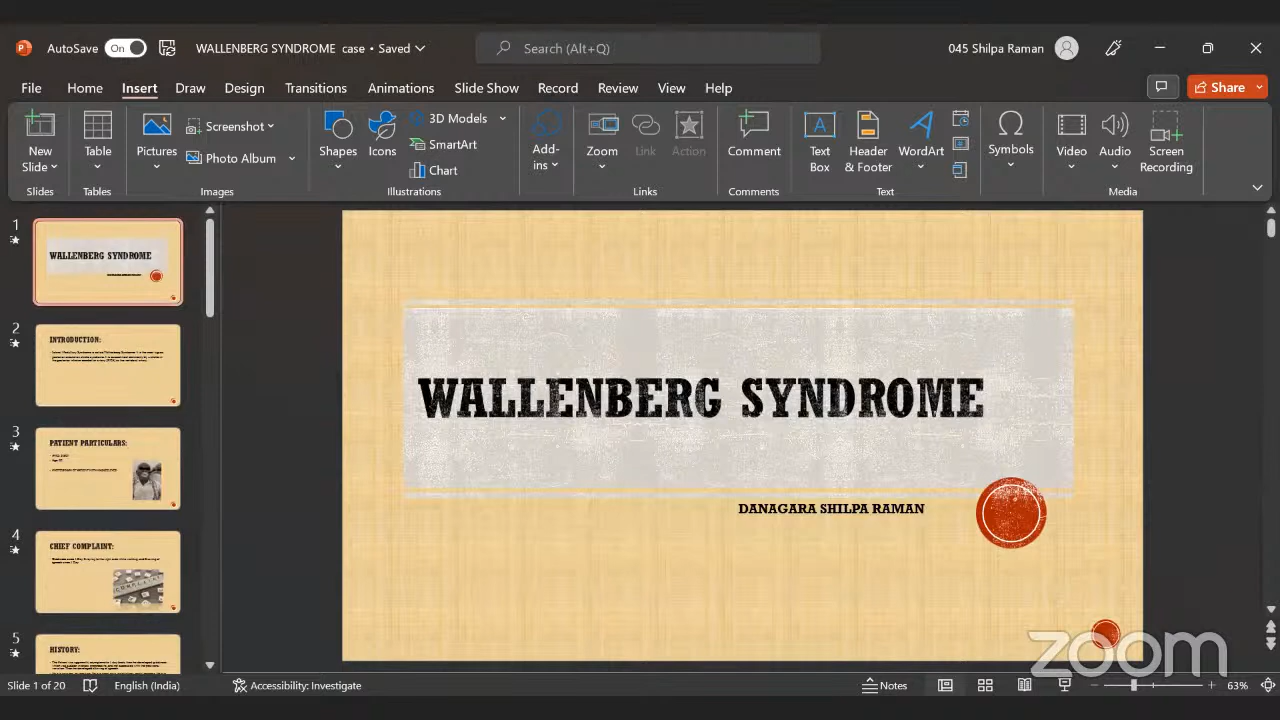 AutoSave On WALLENBERG SYNDROME case • Saved Search (Alt+Q) 045 Shilpa Raman
File Home Insert Draw Design Transitions Animations Slide Show Record Review View Help Share
New Slide Table Pictures Screenshot Photo Album Shapes Icons 3D Models SmartArt Chart Add-ins Zoom Link Action Comment Text Box Header & Footer WordArt Symbols Video Audio Screen Recording
Slides Tables Images Illustrations Links Comments Text Media
1
WALLENBERG SYNDROME
2
INTRODUCTION:
3
PATIENT PARTICULARS:
4
CHIEF COMPLAINT:
5
HISTORY:
WALLENBERG SYNDROME
DANAGARA SHILPA RAMAN
zoom
Slide 1 of 20 English (India) Accessibility: Investigate Notes 63%